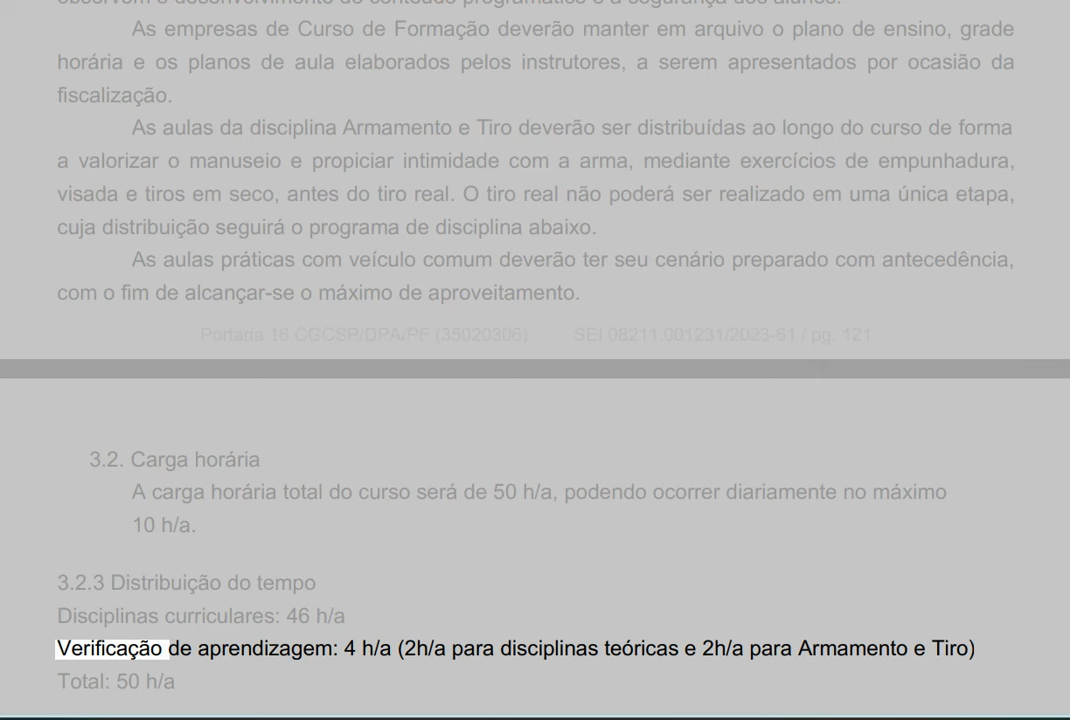 observem o desenvolvimento do conteúdo programático e a segurança dos alunos.
As empresas de Curso de Formação deverão manter em arquivo o plano de ensino, grade
horária e os planos de aula elaborados pelos instrutores, a serem apresentados por ocasião da
fiscalização.
As aulas da disciplina Armamento e Tiro deverão ser distribuídas ao longo do curso de forma
a valorizar o manuseio e propiciar intimidade com a arma, mediante exercícios de empunhadura,
visada e tiros em seco, antes do tiro real. O tiro real não poderá ser realizado em uma única etapa,
cuja distribuição seguirá o programa de disciplina abaixo.
As aulas práticas com veículo comum deverão ter seu cenário preparado com antecedência,
com o fim de alcançar-se o máximo de aproveitamento.
Portaria 16 CGCSP/DPA/PF (35020306) SEI 08211.001231/2023-61 / pg. 121
3.2. Carga horária
A carga horária total do curso será de 50 h/a, podendo ocorrer diariamente no máximo
10 h/a.
3.2.3 Distribuição do tempo
Disciplinas curriculares: 46 h/a
Verificação de aprendizagem: 4 h/a (2h/a para disciplinas teóricas e 2h/a para Armamento e Tiro)
Total: 50 h/a